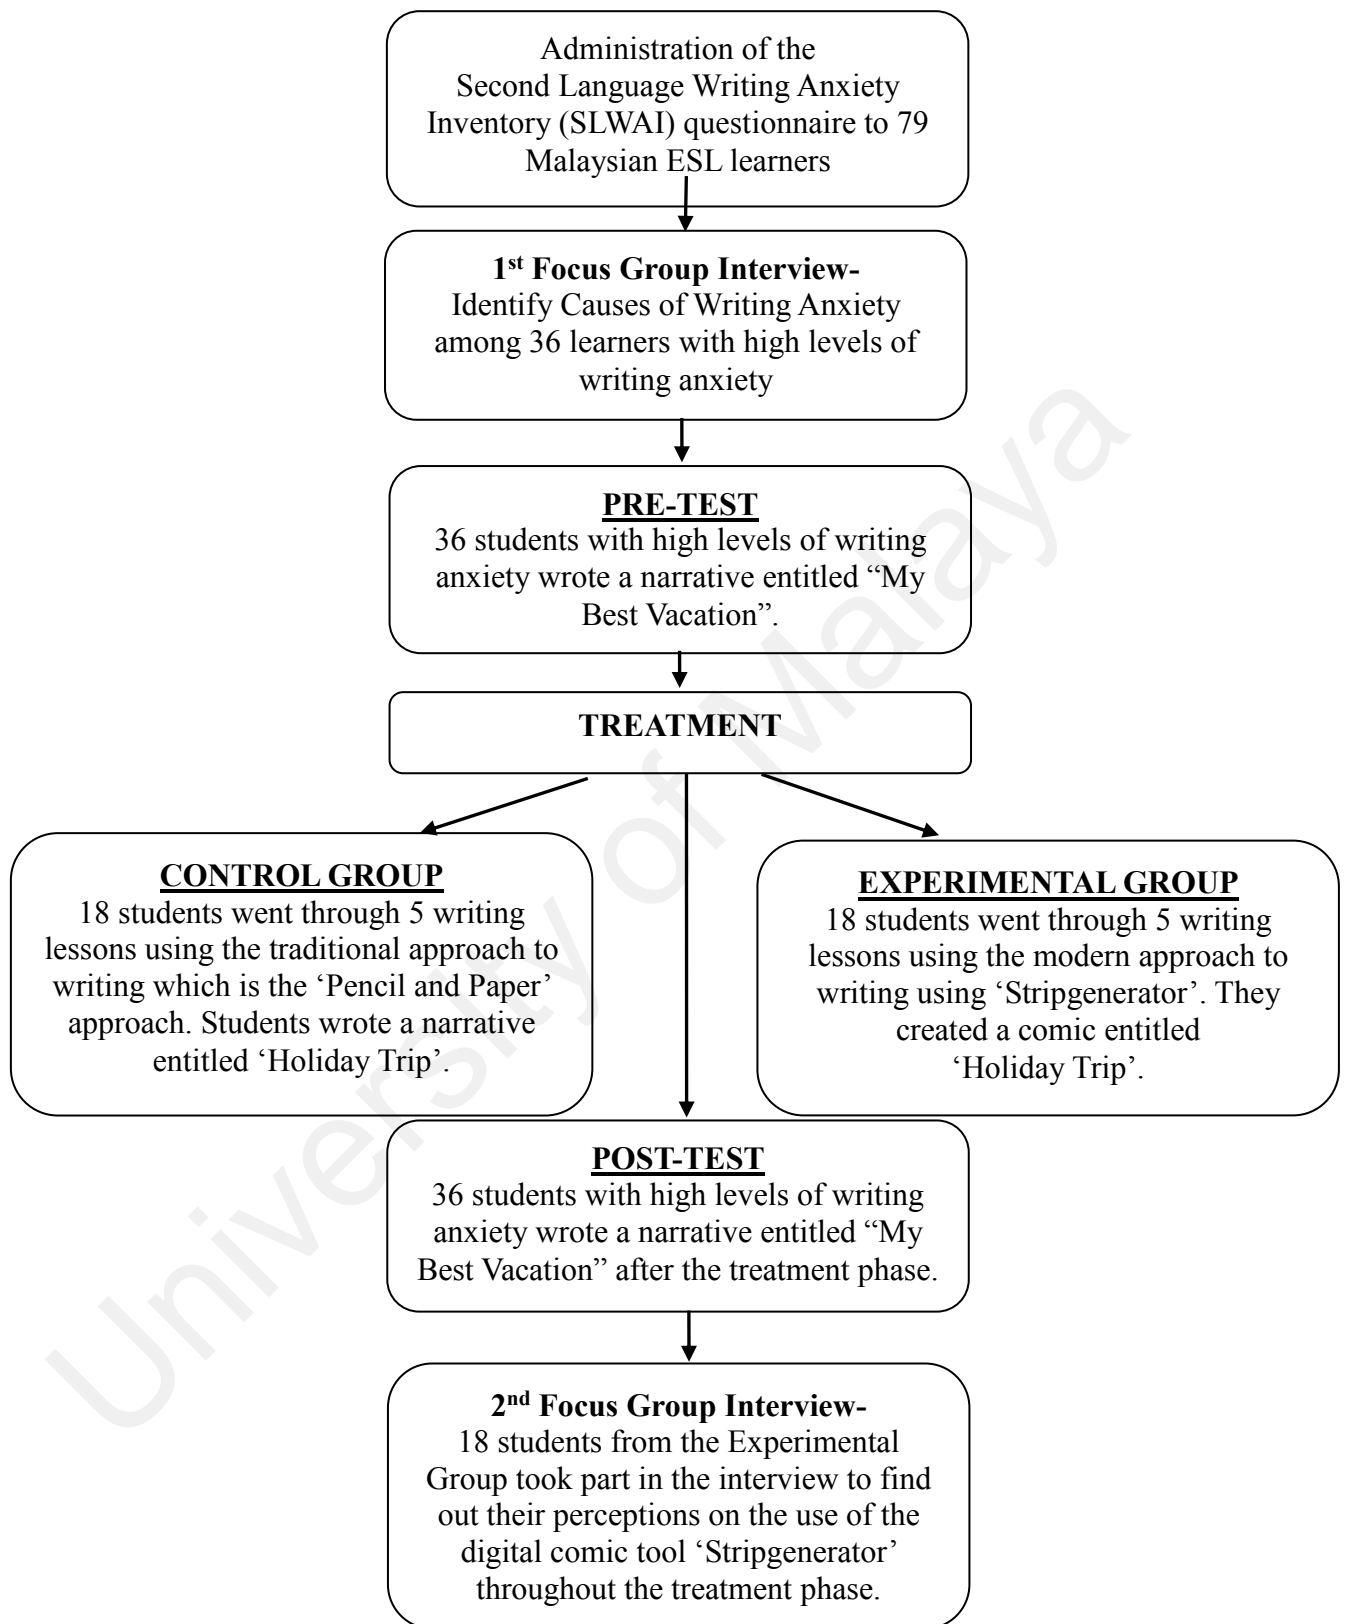 Administration of the
Second Language Writing Anxiety
Inventory (SLWAI) questionnaire to 79
Malaysian ESL learners
1st Focus Group Interview-
Identify Causes of Writing Anxiety
among 36 learners with high levels of
writing anxiety
PRE-TEST
36 students with high levels of writing
anxiety wrote a narrative entitled “My
Best Vacation”.
TREATMENT
CONTROL GROUP
18 students went through 5 writing
lessons using the traditional approach to
writing which is the ‘Pencil and Paper’
approach. Students wrote a narrative
entitled ‘Holiday Trip’.
EXPERIMENTAL GROUP
18 students went through 5 writing
lessons using the modern approach to
writing using ‘Stripgenerator’. They
created a comic entitled
‘Holiday Trip’.
POST-TEST
36 students with high levels of writing
anxiety wrote a narrative entitled “My
Best Vacation” after the treatment phase.
2nd Focus Group Interview-
18 students from the Experimental
Group took part in the interview to find
out their perceptions on the use of the
digital comic tool ‘Stripgenerator’
throughout the treatment phase.
University of Malaya